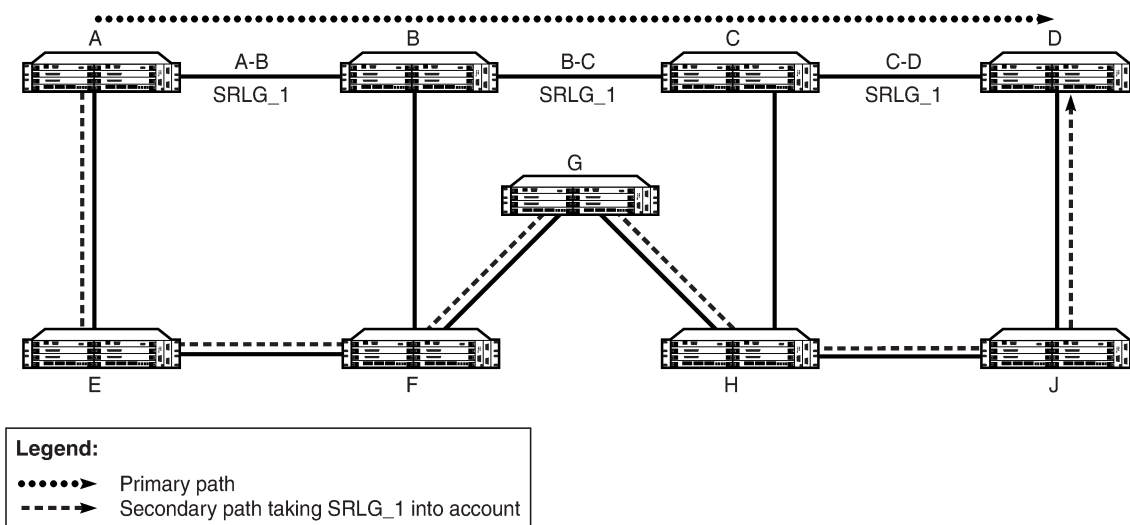 A
B
C
D
A-B
B-C
C-D
SRLG_1
SRLG_1
SRLG_1
G
E
F
H
J
Legend:
Primary path
Secondary path taking SRLG_1 into account